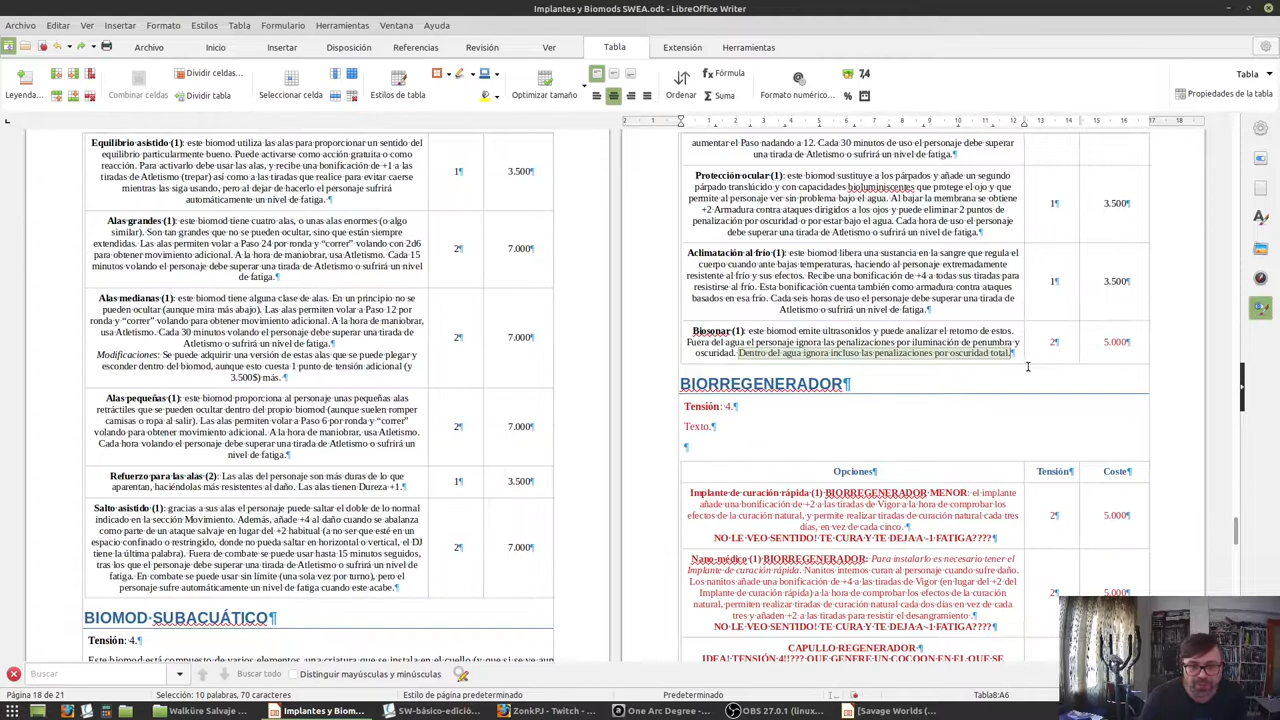 Implantes y Biomods SWEA.odt - LibreOffice Writer
Archivo Editar Ver Insertar Formato Estilos Tabla Formulario Herramientas Ventana Ayuda
Archivo Inicio Insertar Disposición Referencias Revisión Ver Tabla Extensión Herramientas
Leyenda... Combinar celdas Dividir celdas... Dividir tabla Seleccionar celda Estilos de tabla Optimizar tamaño Ordenar Fórmula Suma Formato numérico... Tabla Propiedades de la tabla
Equilibrio asistido (1): este biomod utiliza las alas para proporcionar un sentido del
equilibrio particularmente bueno. Puede activarse como acción gratuita o como
reacción. Para activarlo debe usar las alas, y recibe una bonificación de +1 a las
tiradas de Atletismo (trepar) así como a las tiradas que realice para evitar caerse
mientras las siga usando, pero al dejar de hacerlo el personaje sufrirá
automáticamente un nivel de fatiga.¶
1¶ 3.500¶
Alas grandes (1): este biomod tiene cuatro alas, o unas alas enormes (o algo
similar). Son tan grandes que no se pueden ocultar, sino que están siempre
extendidas. Las alas permiten volar a Paso 24 por ronda y “correr” volando con 2d6
para obtener movimiento adicional. A la hora de maniobrar, usa Atletismo. Cada 15
minutos volando el personaje debe superar una tirada de Atletismo o sufrirá un nivel
de fatiga.¶
2¶ 7.000¶
Alas medianas (1): este biomod tiene alguna clase de alas. En un principio no se
pueden ocultar (aunque mira más abajo). Las alas permiten volar a Paso 12 por
ronda y “correr” volando para obtener movimiento adicional. A la hora de maniobrar,
usa Atletismo. Cada 30 minutos volando el personaje debe superar una tirada de
Atletismo o sufrirá un nivel de fatiga.¶
Modificaciones: Se puede adquirir una versión de estas alas que se puede plegar y
esconder dentro del biomod, aunque esto cuesta 1 punto de tensión adicional (y
3.500$) más. ¶
2¶ 7.000¶
Alas pequeñas (1): este biomod proporciona al personaje unas pequeñas alas
retráctiles que se pueden ocultar dentro del propio biomod (aunque suelen romper
camisas o ropa al salir). Las alas permiten volar a Paso 6 por ronda y “correr”
volando para obtener movimiento adicional. A la hora de maniobrar, usa Atletismo.
Cada hora volando el personaje debe superar una tirada de Atletismo o sufrirá un
nivel de fatiga.¶
2¶ 7.000¶
Refuerzo para las alas (2): Las alas del personaje son más duras de lo que
aparentan, haciéndolas más resistentes al daño. Las alas tienen Dureza +1.¶
1¶ 3.500¶
Salto asistido (1): gracias a sus alas el personaje puede saltar el doble de lo normal
indicado en la sección Movimiento. Además, añade +4 al daño cuando se abalanza
como parte de un ataque salvaje en lugar del +2 habitual (a no ser que esté en un
espacio confinado o restringido, donde no pueda saltar en horizontal o vertical, el DJ
tiene la última palabra). Fuera de combate se puede usar hasta 15 minutos seguidos,
tras los que el personaje debe superar una tirada de Atletismo o sufrirá un nivel de
fatiga. En combate se puede usar sin límite (una sola vez por turno), pero el
personaje sufre automáticamente un nivel de fatiga cuando este acabe.¶
2¶ 7.000¶
BIOMOD SUBACUÁTICO¶
Tensión: 4.¶
aumentar el Paso nadando a 12. Cada 30 minutos de uso el personaje debe superar
una tirada de Atletismo o sufrirá un nivel de fatiga.¶
Protección ocular (1): este biomod sustituye a los párpados y añade un segundo
párpado translúcido y con capacidades bioluminiscentes que protege el ojo y que
permite al personaje ver sin problema bajo el agua. Al bajar la membrana se obtiene
+2 Armadura contra ataques dirigidos a los ojos y puede eliminar 2 puntos de
penalización por oscuridad o por estar bajo el agua. Cada hora de uso el personaje
debe superar una tirada de Atletismo o sufrirá un nivel de fatiga.¶
1¶ 3.500¶
Aclimatación al frío (1): este biomod libera una sustancia en la sangre que regula el
cuerpo cuando ante bajas temperaturas, haciendo al personaje extremadamente
resistente al frío y sus efectos. Recibe una bonificación de +4 a todas sus tiradas para
resistirse al frío. Esta bonificación cuenta también como armadura contra ataques
basados en esa frío. Cada seis horas de uso el personaje debe superar una tirada de
Atletismo o sufrirá un nivel de fatiga.¶
1¶ 3.500¶
Biosonar (1): este biomod emite ultrasonidos y puede analizar el retorno de estos.
Fuera del agua el personaje ignora las penalizaciones por iluminación de penumbra y
oscuridad. Dentro del agua ignora incluso las penalizaciones por oscuridad total.¶
2¶ 5.000¶
BIORREGENERADOR¶
Tensión: 4.¶
Texto.¶
¶
Opciones¶ Tensión¶ Coste¶
Implante de curación rápida (1) BIORREGENERADOR MENOR: el implante
añade una bonificación de +2 a las tiradas de Vigor a la hora de comprobar los
efectos de la curación natural, y permite realizar tiradas de curación natural cada tres
días, en vez de cada cinco. ¶
NO LE VEO SENTIDO! TE CURA Y TE DEJA A -1 FATIGA????¶
2¶ 5.000¶
Nano-médico (1) BIORREGENERADOR: Para instalarlo es necesario tener el
Implante de curación rápida. Nanitos internos curan al personaje cuando sufre daño.
Los nanitos añade una bonificación de +4 a las tiradas de Vigor (en lugar del +2 del
Implante de curación rápida) a la hora de comprobar los efectos de la curación
natural, permiten realizar tiradas de curación natural cada dos días en vez de cada
tres y añaden +2 a las tiradas para resistir el desangramiento. ¶
NO LE VEO SENTIDO! TE CURA Y TE DEJA A -1 FATIGA????¶
2¶ 5.000¶
CAPULLO REGENERADOR ¶
IDEA! TENSIÓN 4!!??? QUE GENERE UN COCOON EN EL QUE SE
Buscar Buscar todo Distinguir mayúsculas y minúsculas
Página 18 de 21 Selección: 10 palabras, 70 caracteres Estilo de página predeterminado Predeterminado Tabla8:A6
Walküre Salvaje Implantes y Biom... SW-básico-edició... ZonkPJ - Twitch - ... One Arc Degree -... OBS 27.0.1 (linux... [Savage Worlds (...